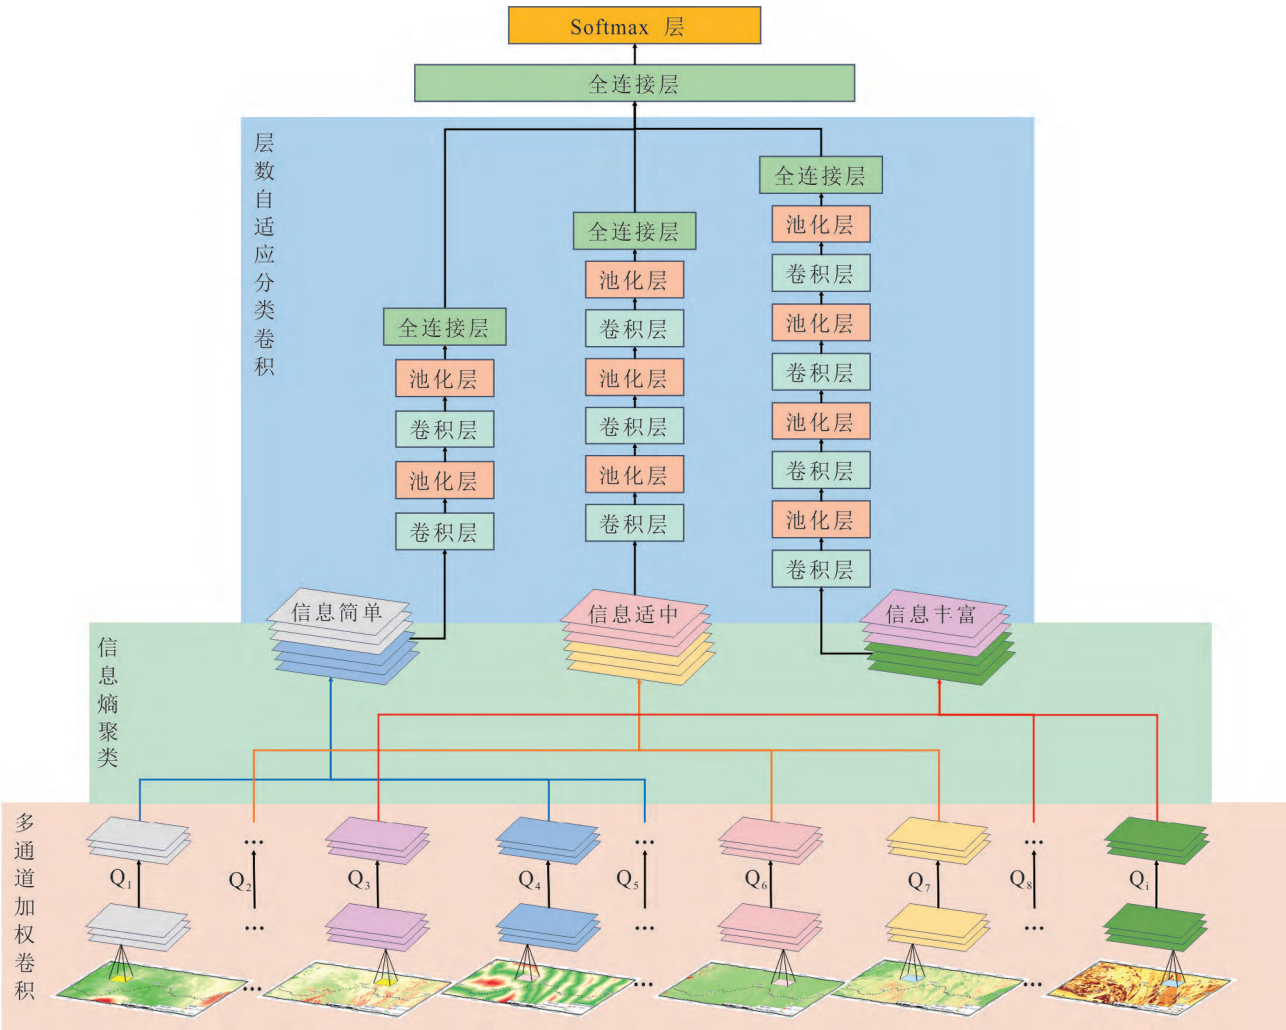 Softmax 层
全连接层
层数自适应分类卷积
全连接层
池化层
卷积层
池化层
卷积层
全连接层
池化层
卷积层
池化层
卷积层
池化层
卷积层
全连接层
池化层
卷积层
池化层
卷积层
池化层
卷积层
池化层
卷积层
信息简单
信息适中
信息丰富
信息熵聚类
多通道加权卷积
... ...  ...
Q1 Q2 Q3 Q4 Q5 Q6 Q7 Q8 Qi
... ... ...
... ... ...